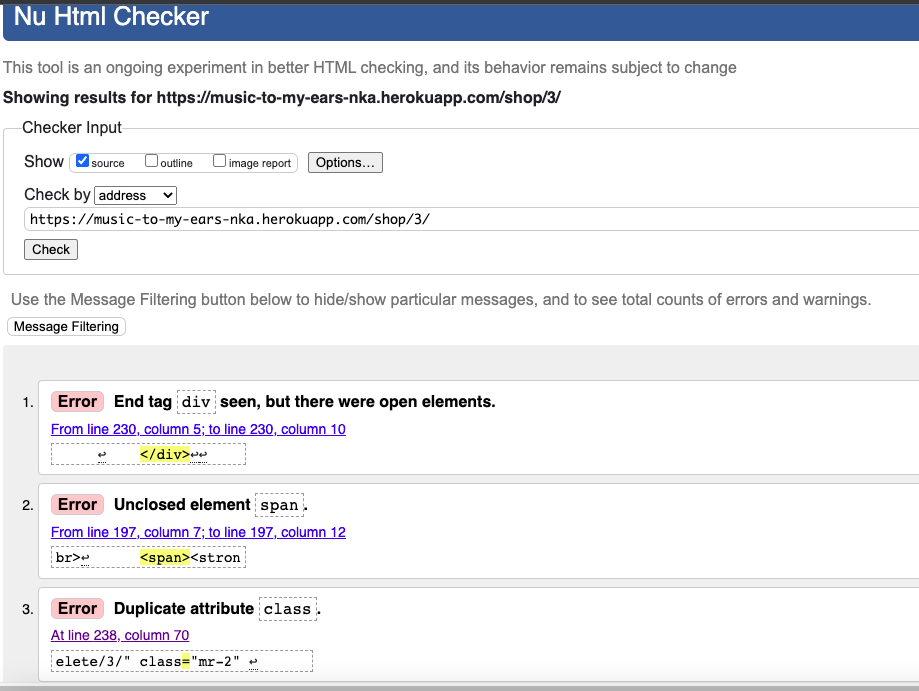 Nu Html Checker
This tool is an ongoing experiment in better HTML checking, and its behavior remains subject to change
Showing results for https://music-to-my-ears-nka.herokuapp.com/shop/3/
Checker Input
Show source outline image report Options...
Check by address
https://music-to-my-ears-nka.herokuapp.com/shop/3/
Check
Use the Message Filtering button below to hide/show particular messages, and to see total counts of errors and warnings.
Message Filtering
1. Error End tag div seen, but there were open elements.
From line 230, column 5; to line 230, column 10
↩ </div>↩↩
2. Error Unclosed element span.
From line 197, column 7; to line 197, column 12
br>↩ <span><stron
3. Error Duplicate attribute class.
At line 238, column 70
elete/3/" class="mr-2" ↩